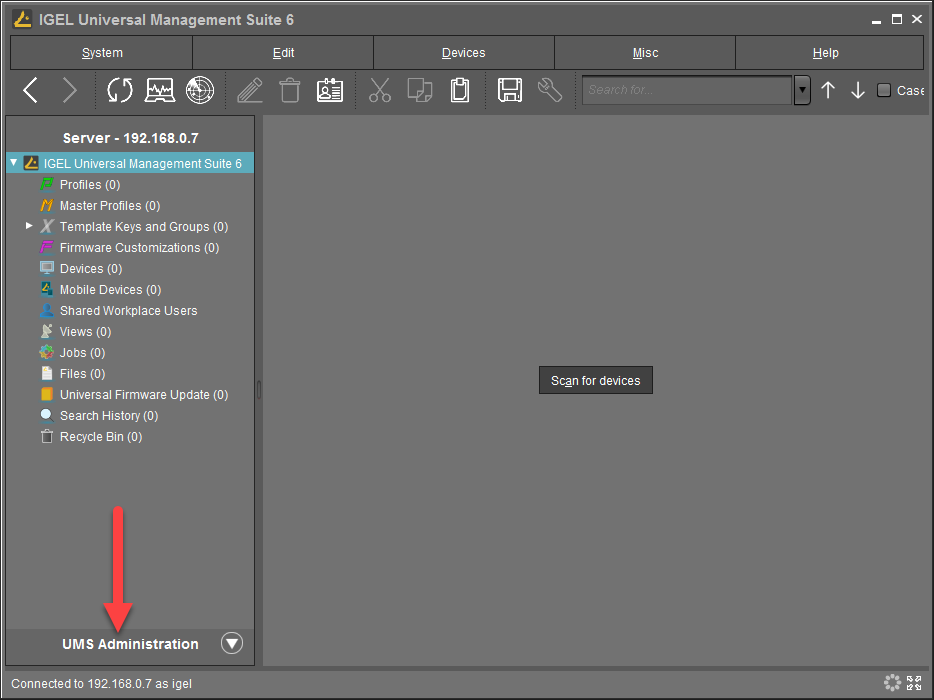 IGEL Universal Management Suite 6
System Edit Devices Misc Help
Search for... Case
Server - 192.168.0.7
IGEL Universal Management Suite 6
Profiles (0)
Master Profiles (0)
Template Keys and Groups (0)
Firmware Customizations (0)
Devices (0)
Mobile Devices (0)
Shared Workplace Users
Views (0)
Jobs (0)
Files (0)
Universal Firmware Update (0)
Search History (0)
Recycle Bin (0)
Scan for devices
UMS Administration
Connected to 192.168.0.7 as igel